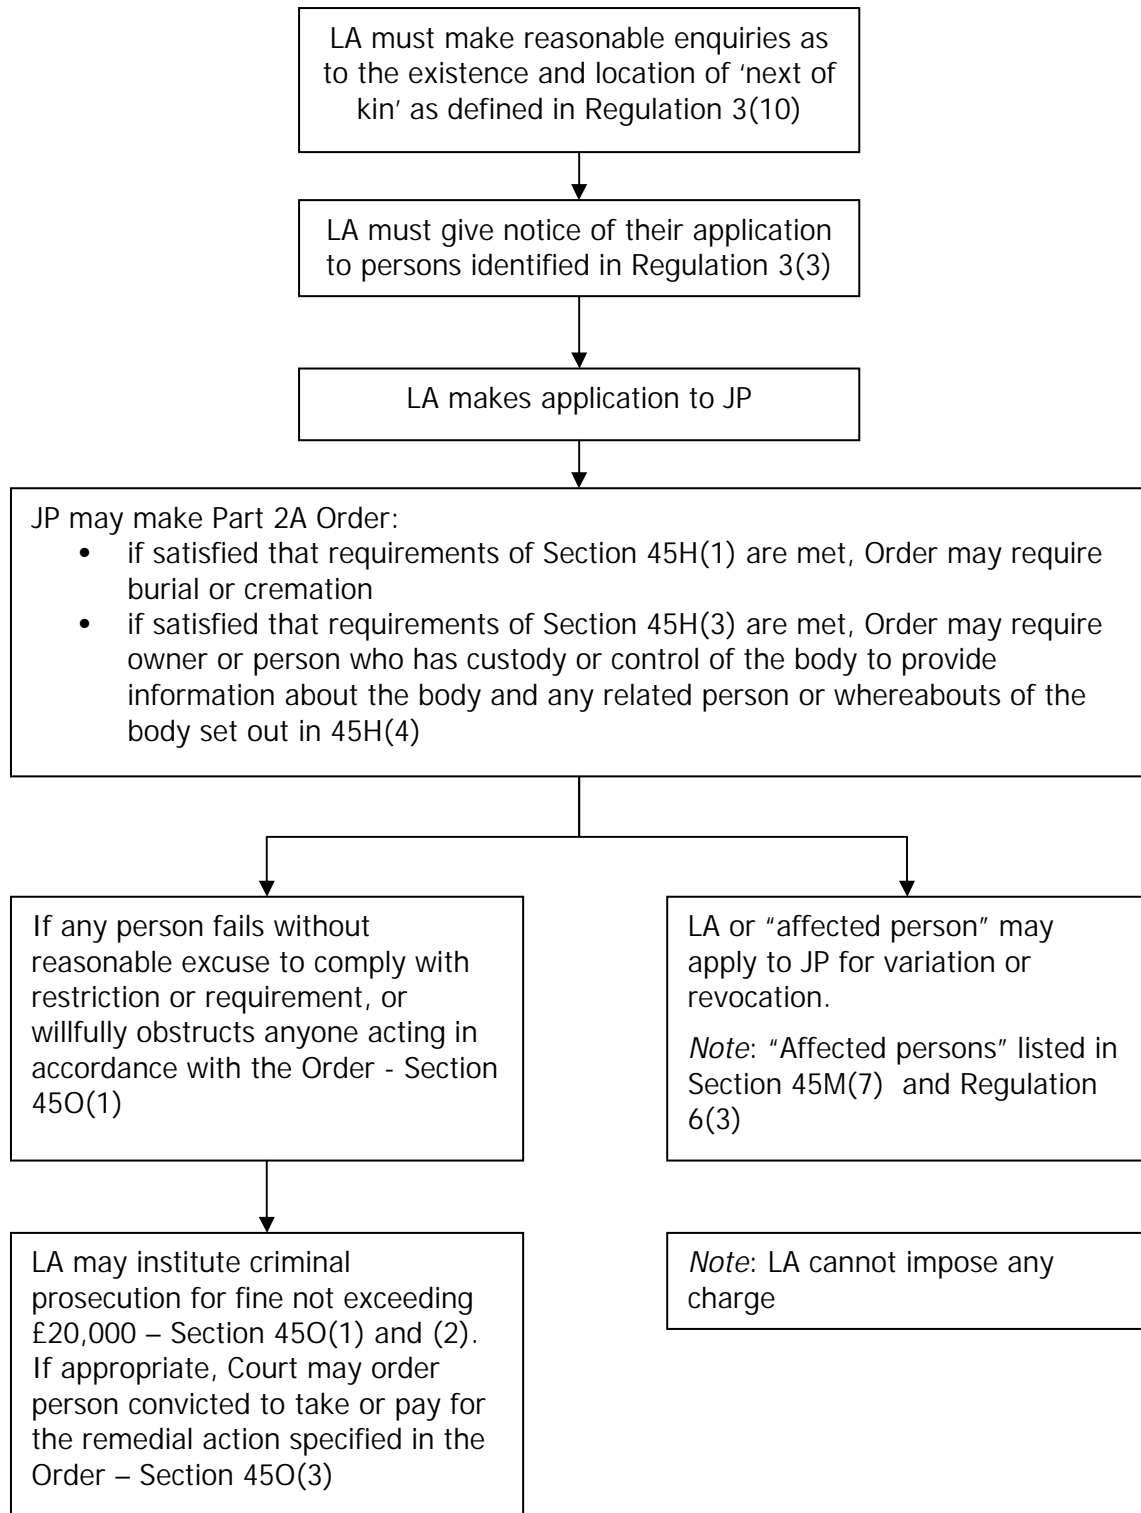 LA must make reasonable enquiries as
to the existence and location of ‘next of
kin’ as defined in Regulation 3(10)
LA must give notice of their application
to persons identified in Regulation 3(3)
LA makes application to JP
JP may make Part 2A Order:
• if satisfied that requirements of Section 45H(1) are met, Order may require
burial or cremation
• if satisfied that requirements of Section 45H(3) are met, Order may require
owner or person who has custody or control of the body to provide
information about the body and any related person or whereabouts of the
body set out in 45H(4)
If any person fails without
reasonable excuse to comply with
restriction or requirement, or
willfully obstructs anyone acting in
accordance with the Order - Section
45O(1)
LA may institute criminal
prosecution for fine not exceeding
£20,000 – Section 45O(1) and (2).
If appropriate, Court may order
person convicted to take or pay for
the remedial action specified in the
Order – Section 45O(3)
LA or “affected person” may
apply to JP for variation or
revocation.
Note: “Affected persons” listed in
Section 45M(7) and Regulation
6(3)
Note: LA cannot impose any
charge